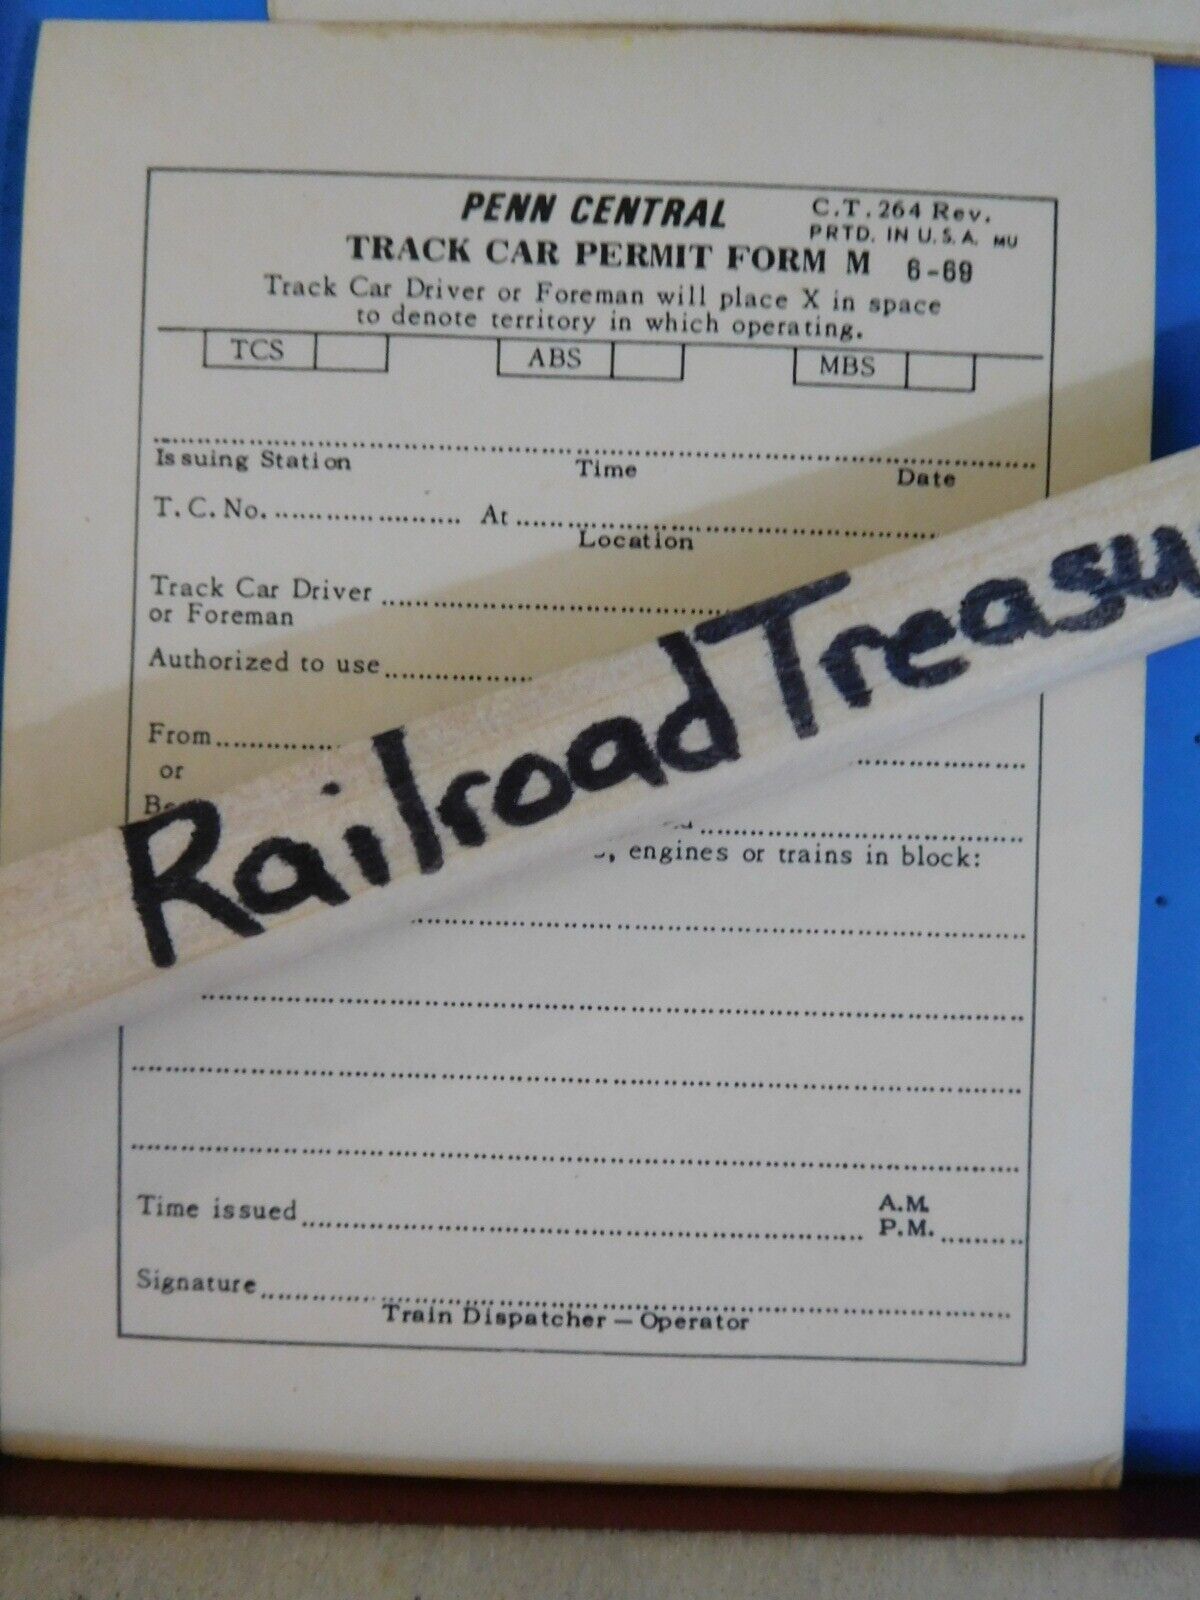 PENN CENTRAL C.T. 264 Rev.
PRTD. IN U.S.A. MU
TRACK CAR PERMIT FORM M 6-69
Track Car Driver or Foreman will place X in space
to denote territory in which operating.
TCS ABS MBS
Issuing Station Time Date
T.C. No. At
Location
Track Car Driver
or Foreman
Authorized to use
From
or
Railroad Treasu
, engines or trains in block:
Time issued A.M.
P.M.
Signature
Train Dispatcher — Operator